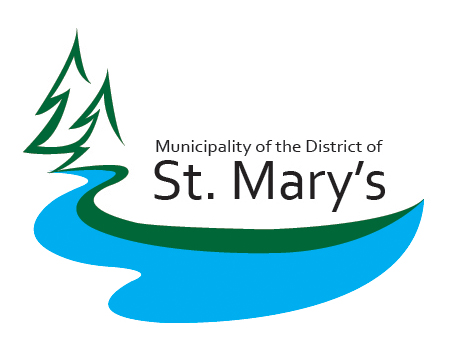 Municipality of the District of
St. Mary's